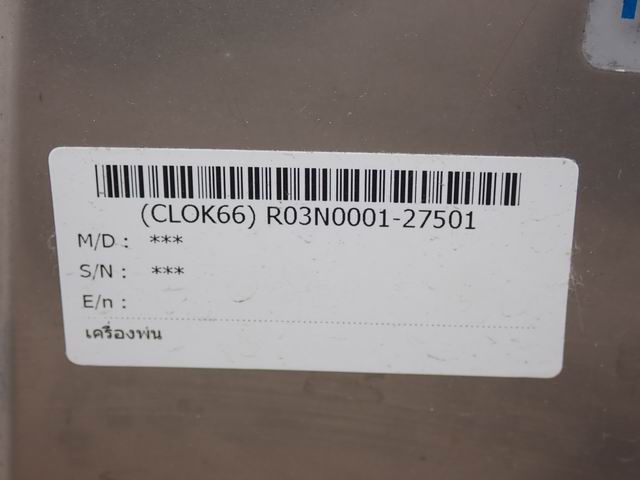 (CLOK66) R03N0001-27501
M/D : ***
S/N : ***
E/n :
เครื่องพ่น